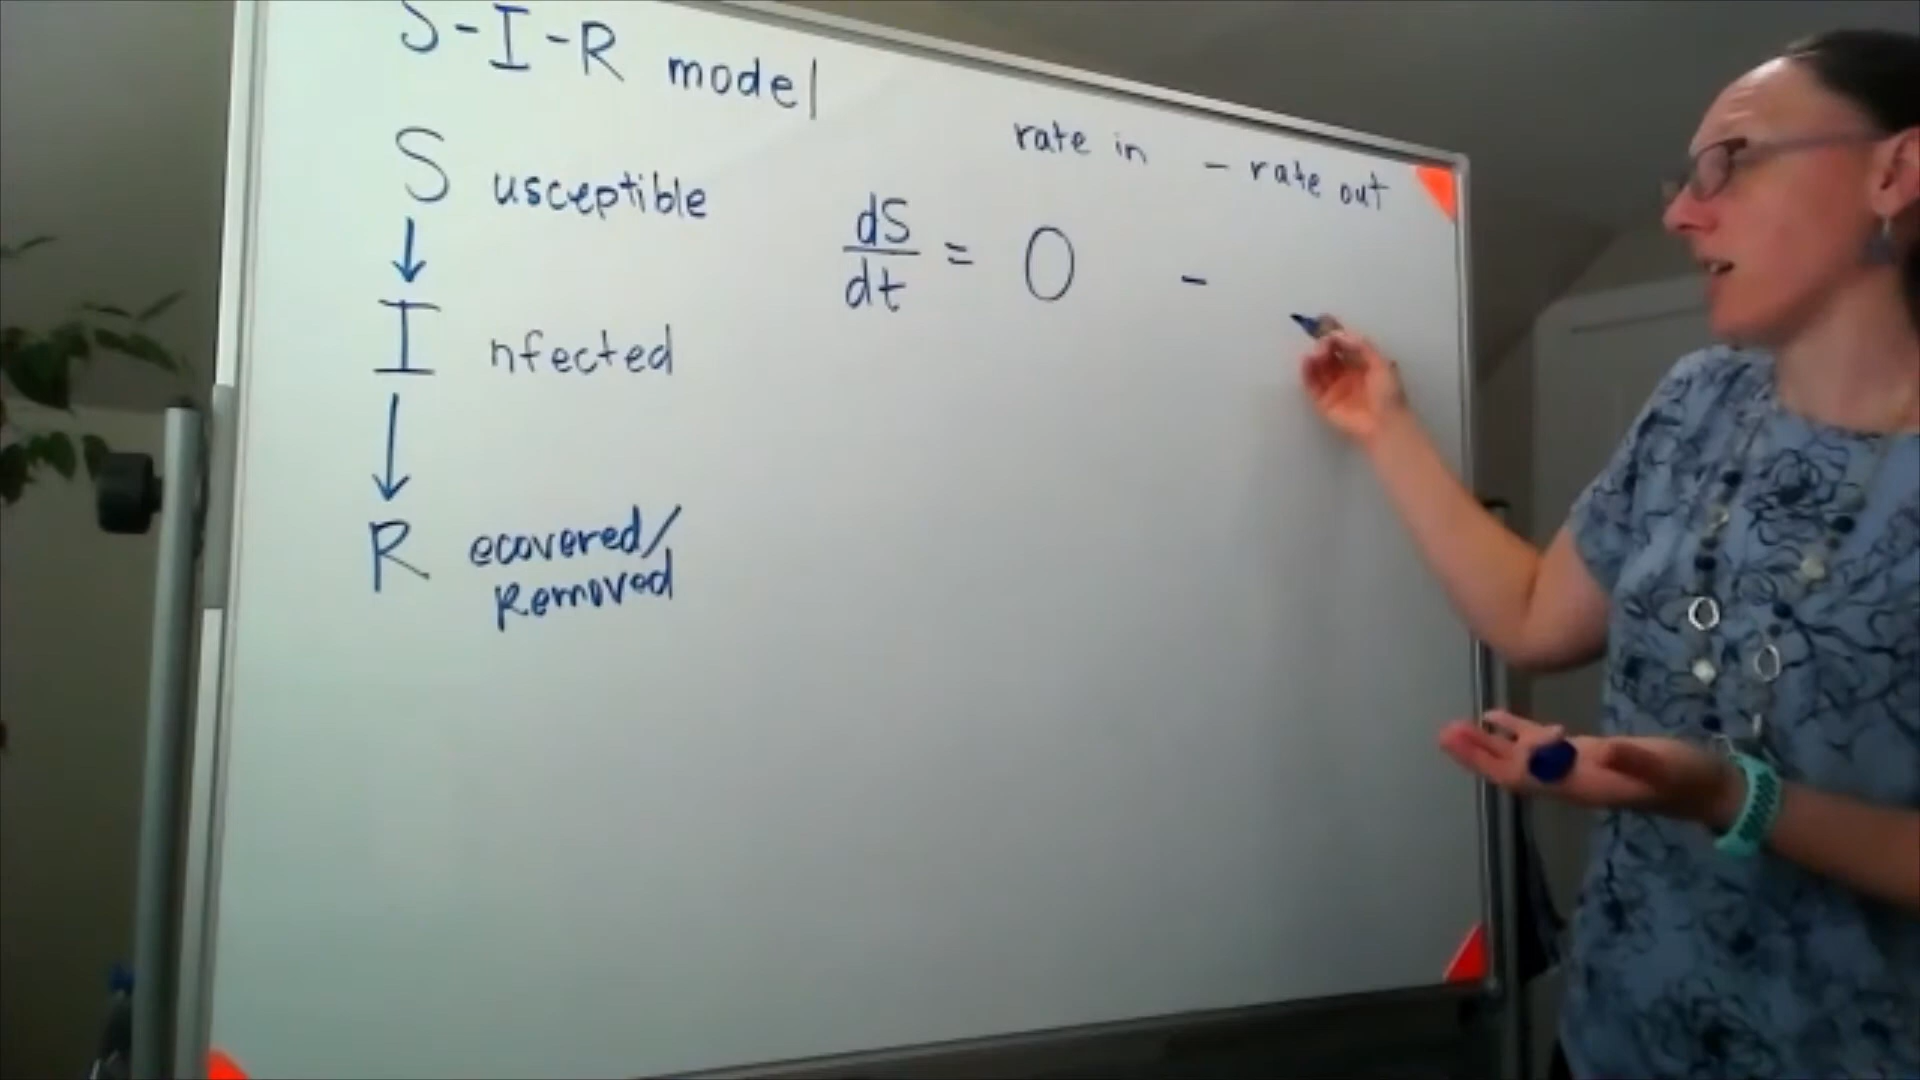 S-I-R model
rate in - rate out
S usceptible
dS/dt = 0 -
↓
I nfected
↓
R ecovered/
Removed